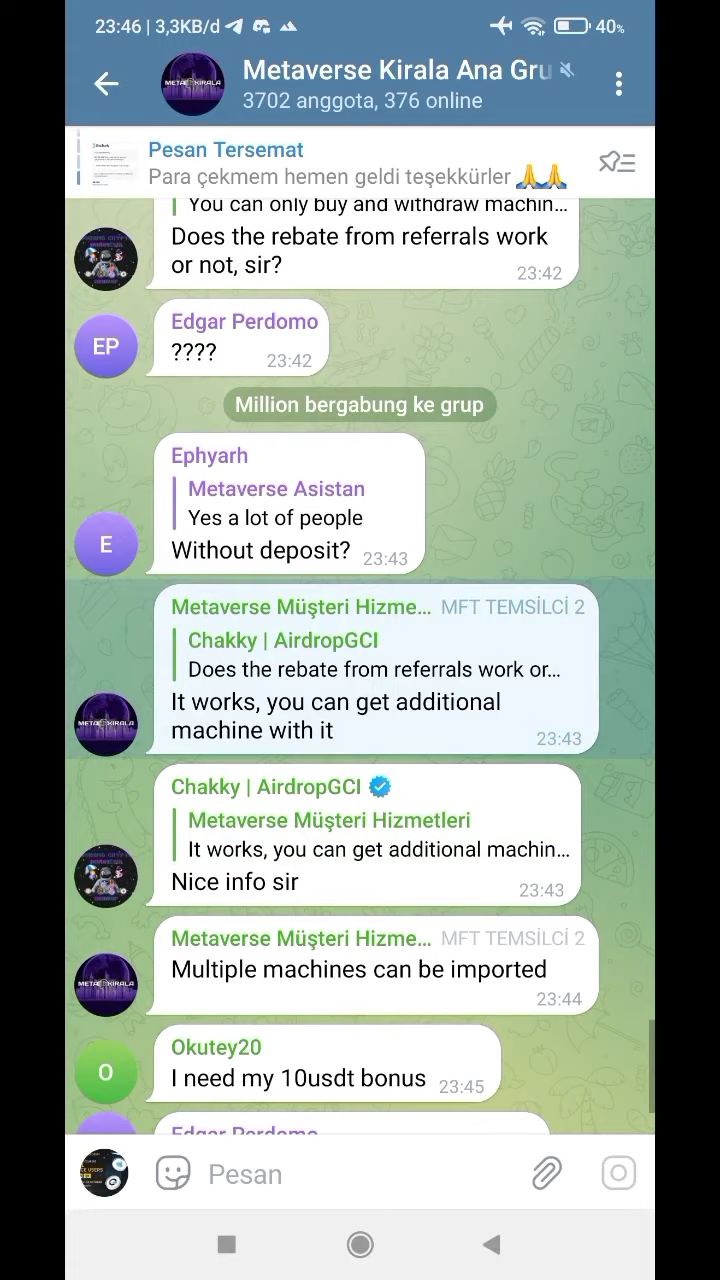 23:46 | 3,3KB/d
40%
Metaverse Kirala Ana Gru
3702 anggota, 376 online
Pesan Tersemat
Para çekmem hemen geldi teşekkürler 🙏🙏
You can only buy and withdraw machin...
Does the rebate from referrals work
or not, sir?
23:42
EP
Edgar Perdomo
????
23:42
Million bergabung ke grup
Ephyarh
Metaverse Asistan
Yes a lot of people
Without deposit?
23:43
E
Metaverse Müşteri Hizme... MFT TEMSİLCİ 2
Chakky | AirdropGCI
Does the rebate from referrals work or...
It works, you can get additional
machine with it
23:43
Chakky | AirdropGCI
Metaverse Müşteri Hizmetleri
It works, you can get additional machin...
Nice info sir
23:43
Metaverse Müşteri Hizme... MFT TEMSİLCİ 2
Multiple machines can be imported
23:44
Okutey20
O
I need my 10usdt bonus
23:45
Edgar Perdomo
Pesan